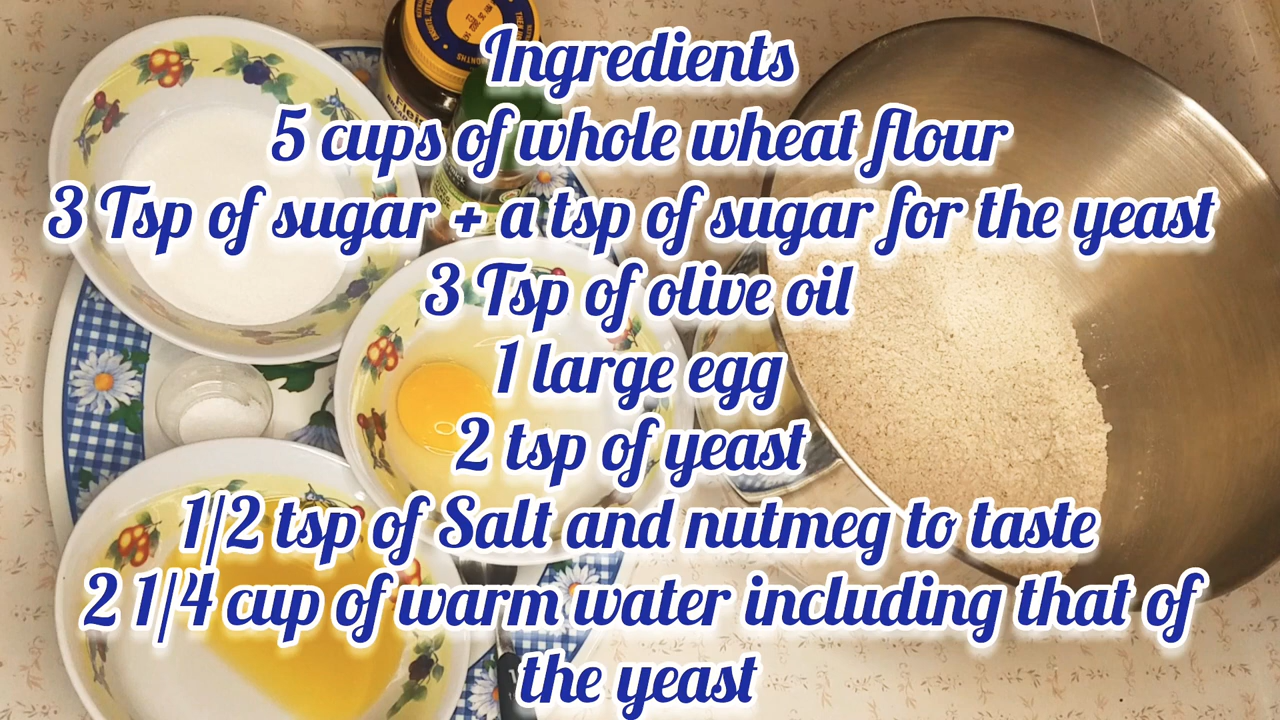 Ingredients
5 cups of whole wheat flour
3 Tsp of sugar + a tsp of sugar for the yeast
3 Tsp of olive oil
1 large egg
2 tsp of yeast
1/2 tsp of Salt and nutmeg to taste
2 1/4 cup of warm water including that of
the yeast